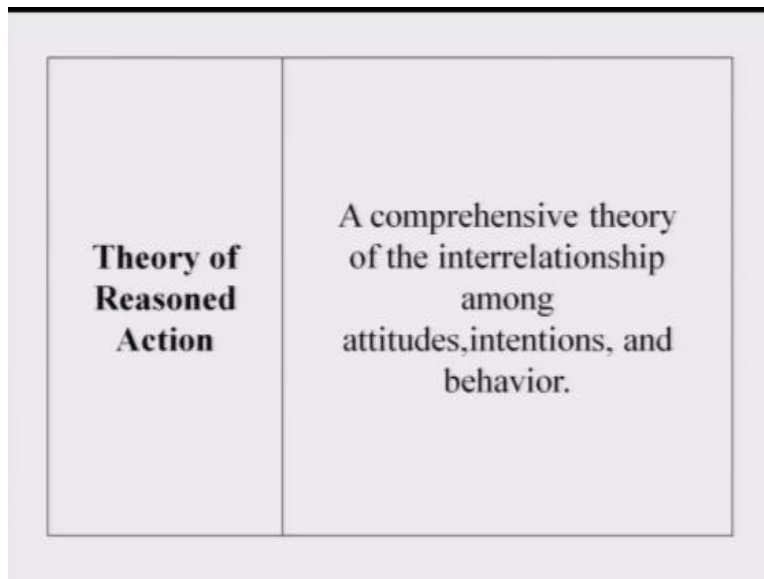 Theory of
Reasoned
Action
A comprehensive theory
of the interrelationship
among
attitudes,intentions, and
behavior.